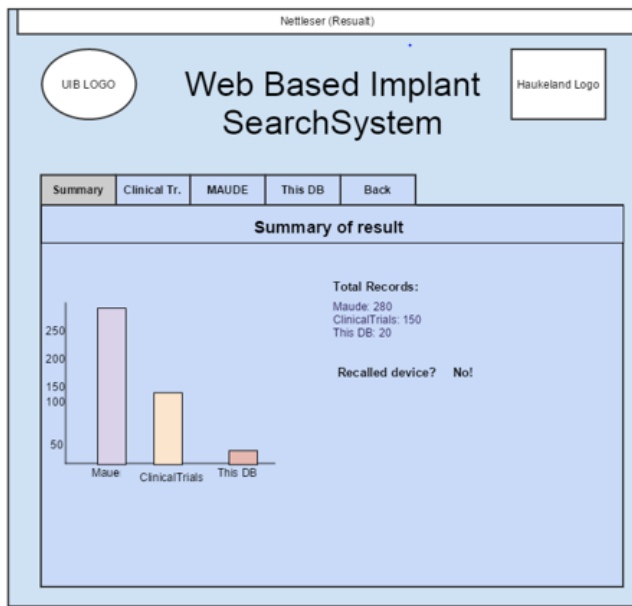 Nettleser (Resualt)
UIB LOGO
Web Based Implant
SearchSystem
Haukeland Logo
Summary
Clinical Tr.
MAUDE
This DB
Back
Summary of result
Total Records:
Maude: 280
ClinicalTrials: 150
This DB: 20
Recalled device? No!
250
200
150
100
50
Maue
ClinicalTrials
This DB